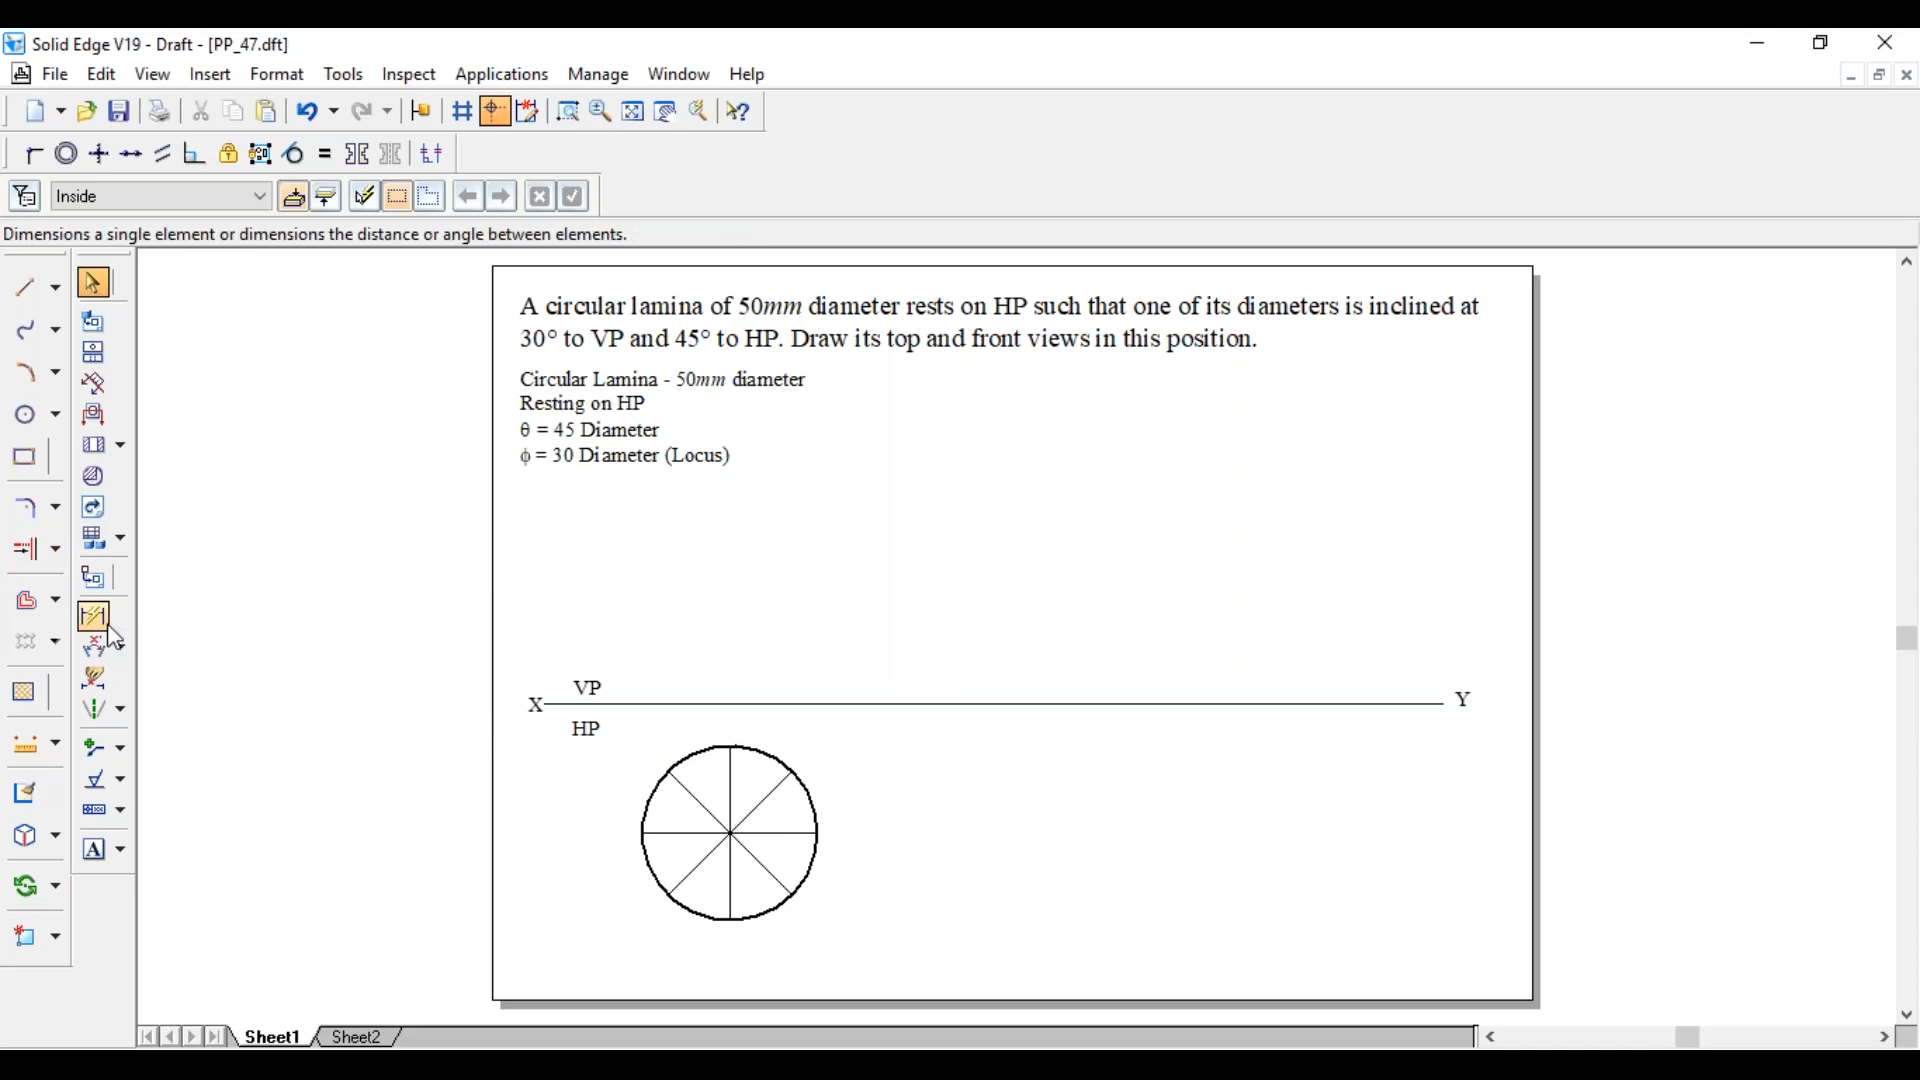 Solid Edge V19 - Draft - [PP_47.dft]
File Edit View Insert Format Tools Inspect Applications Manage Window Help
Inside
Dimensions a single element or dimensions the distance or angle between elements.
A circular lamina of 50mm diameter rests on HP such that one of its diameters is inclined at
30° to VP and 45° to HP. Draw its top and front views in this position.
Circular Lamina - 50mm diameter
Resting on HP
θ = 45 Diameter
ϕ = 30 Diameter (Locus)
VP
X Y
HP
A
Sheet1 Sheet2